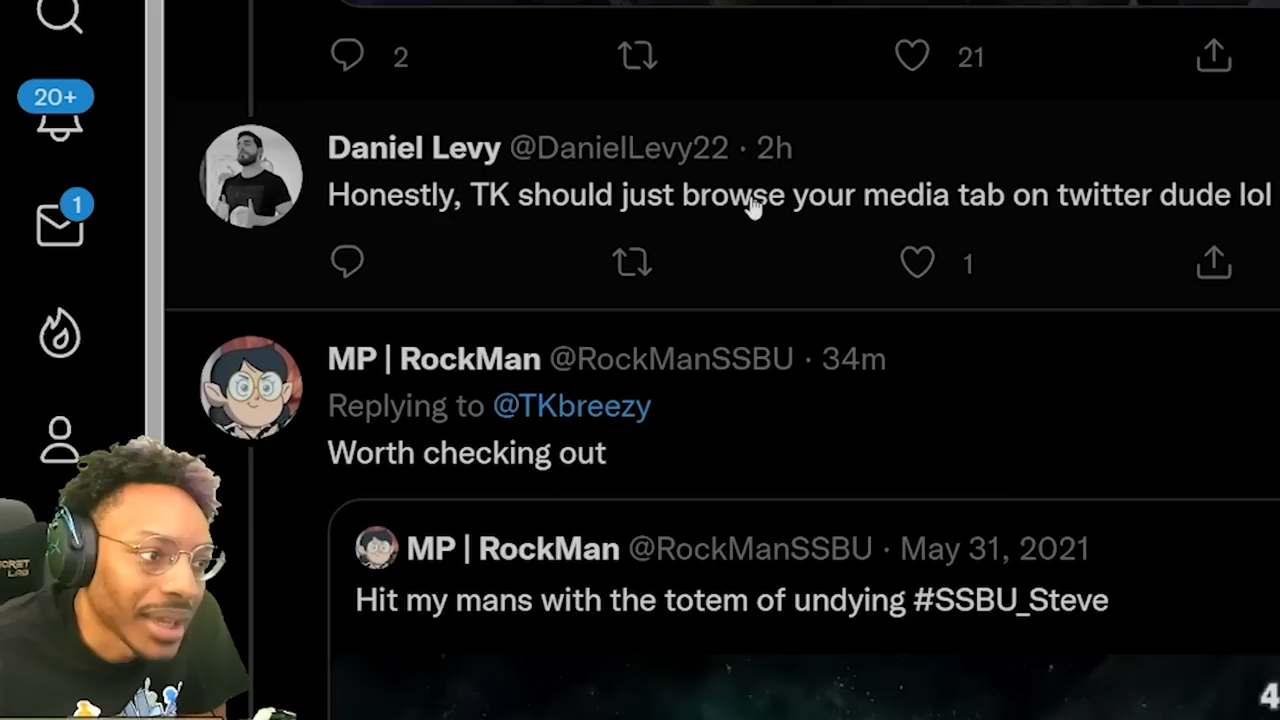 2
21
20+
Daniel Levy @DanielLevy22 · 2h
Honestly, TK should just browse your media tab on twitter dude lol
1
1
MP | RockMan @RockManSSBU · 34m
Replying to @TKbreezy
Worth checking out
MP | RockMan @RockManSSBU · May 31, 2021
Hit my mans with the totem of undying #SSBU_Steve
LAB
4